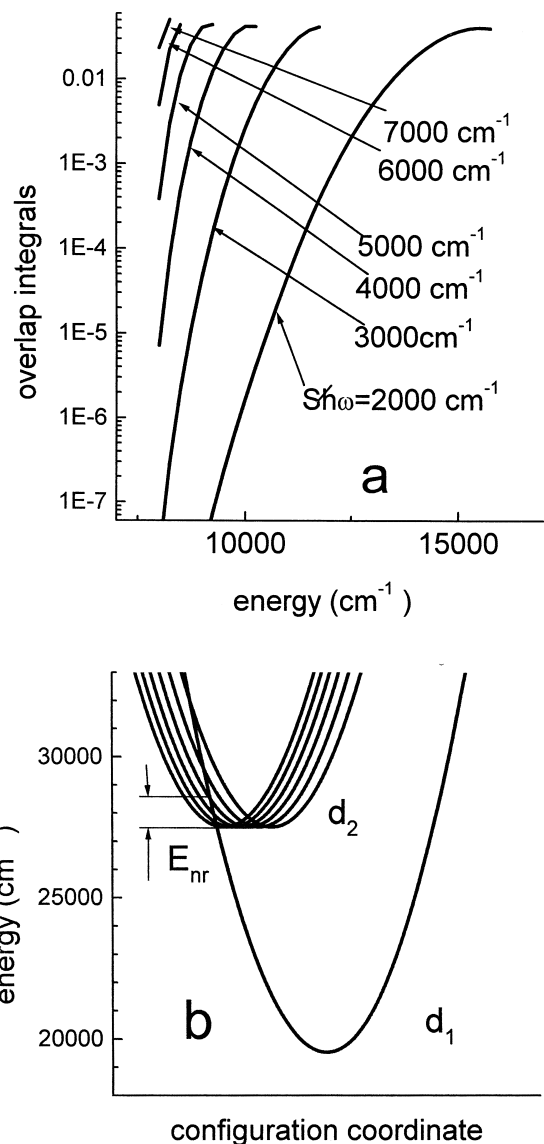 0.01
1E-3
1E-4
1E-5
1E-6
1E-7
overlap integrals
7000 cm-1
6000 cm-1
5000 cm-1
4000 cm-1
3000cm-1
Sħω=2000 cm-1
a
10000
15000
energy (cm-1 )
30000
25000
20000
energy (cm )
d2
Enr
b
d1
configuration coordinate